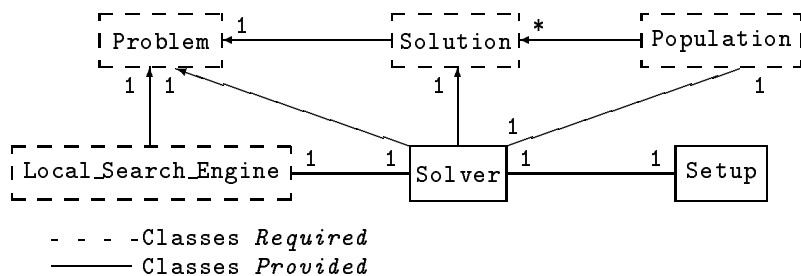 Problem 1 Solution * Population
1 1 1 1
1
Local_Search_Engine 1 1 Solver 1 1 Setup
Classes Required
Classes Provided